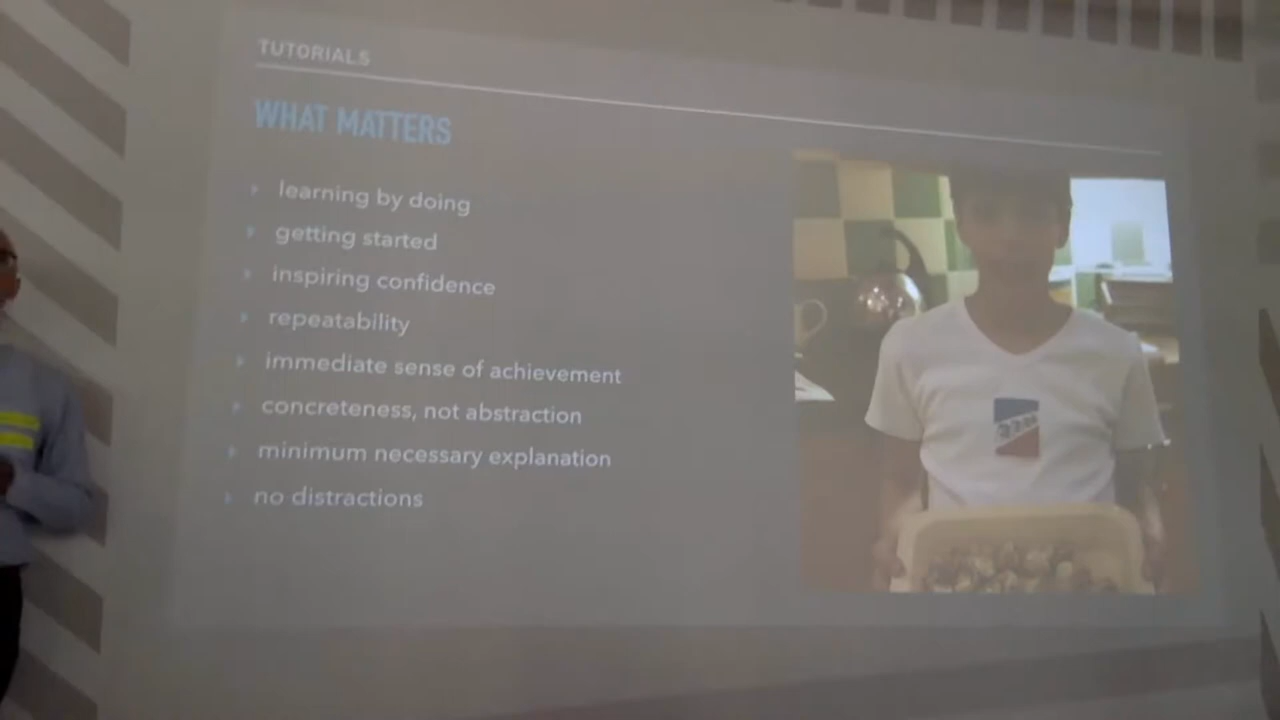 TUTORIALS
WHAT MATTERS
learning by doing
getting started
inspiring confidence
repeatability
immediate sense of achievement
concreteness, not abstraction
minimum necessary explanation
no distractions